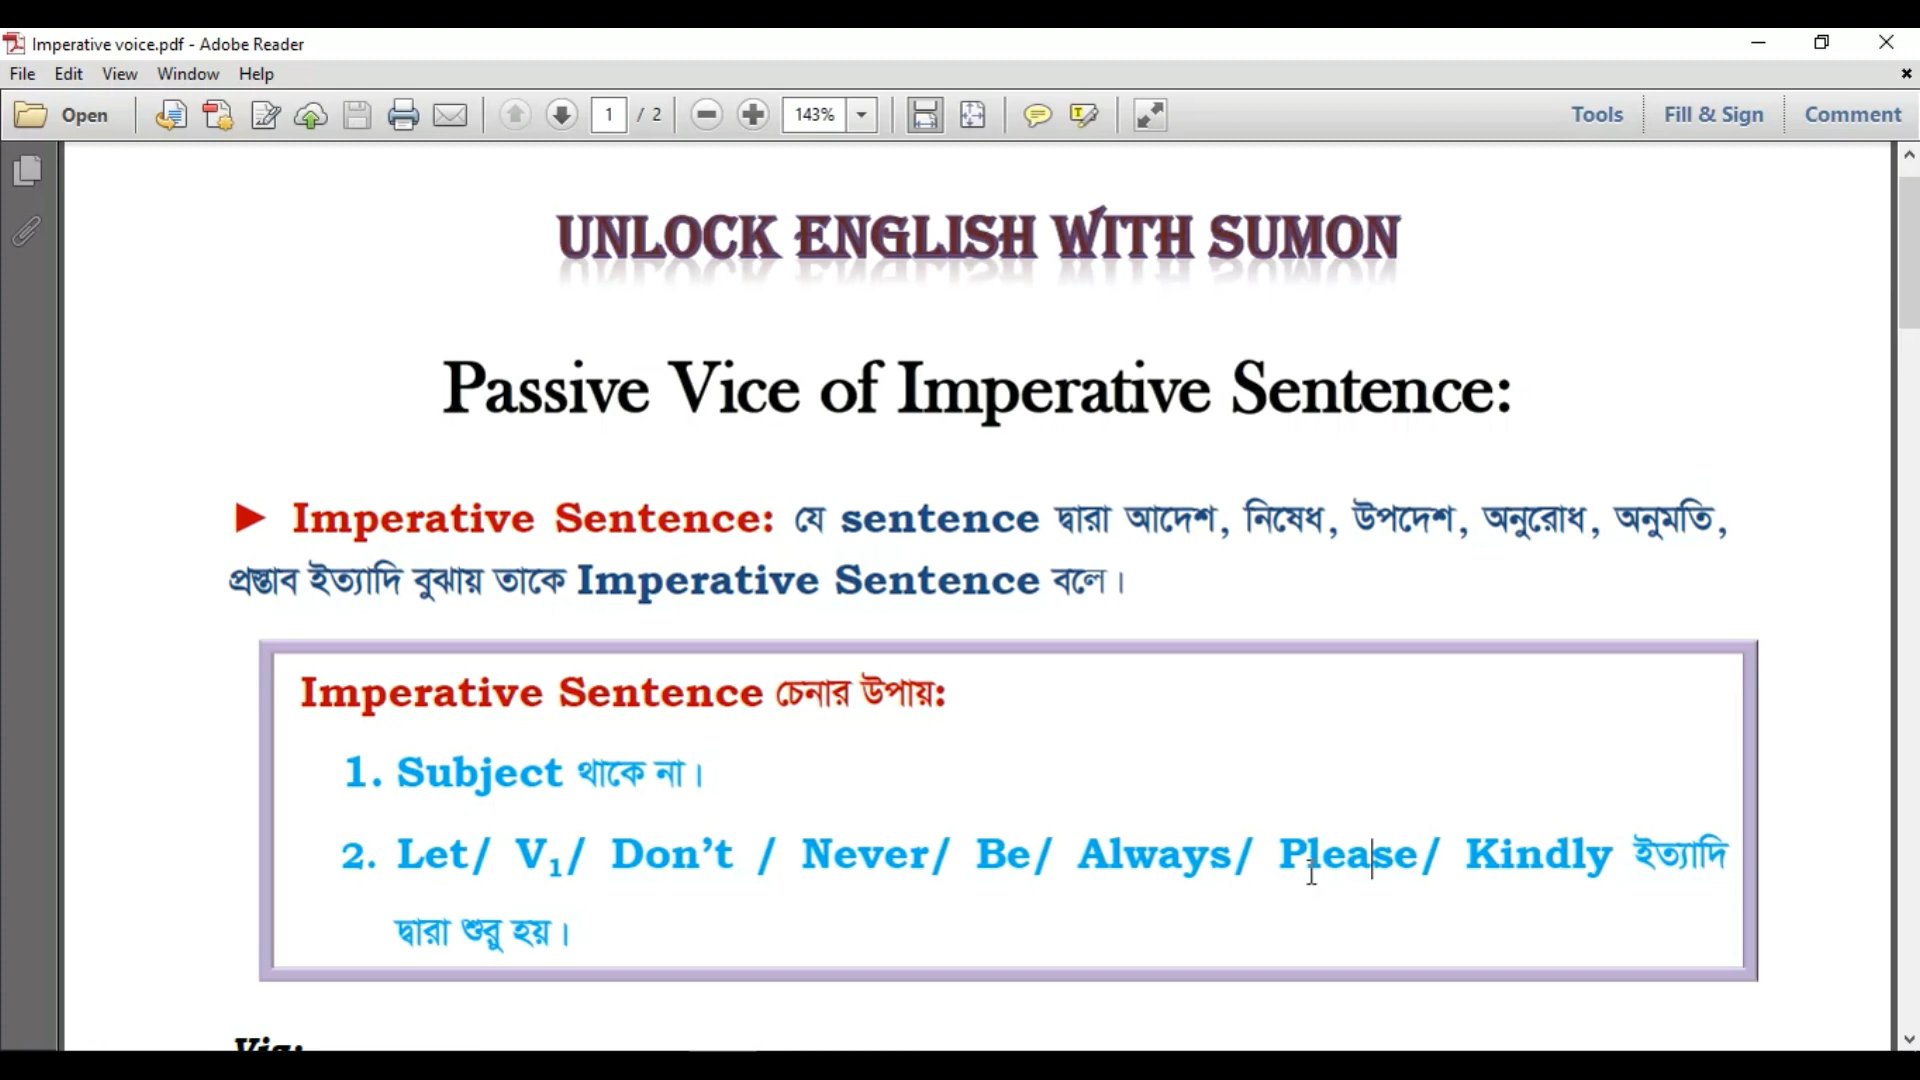 Imperative voice.pdf - Adobe Reader
File Edit View Window Help
Open 1 / 2 143% Tools Fill & Sign Comment
UNLOCK ENGLISH WITH SUMON
Passive Vice of Imperative Sentence:
► Imperative Sentence: যে sentence দ্বারা আদেশ, নিষেধ, উপদেশ, অনুরোধ, অনুমতি,
প্রস্তাব ইত্যাদি বুঝায় তাকে Imperative Sentence বলে।
Imperative Sentence চেনার উপায়:
1. Subject থাকে না।
2. Let/ V₁/ Don’t / Never/ Be/ Always/ Please/ Kindly ইত্যাদি
দ্বারা শুরু হয়।